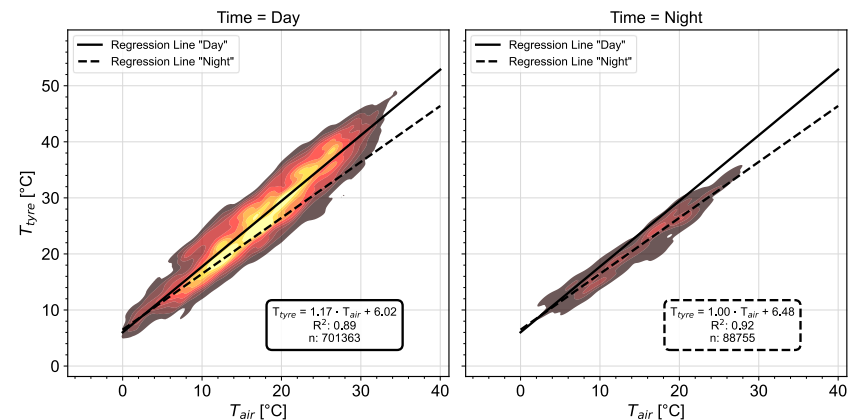 Time = Day
Time = Night
Regression Line "Day"
Regression Line "Night"
Regression Line "Day"
Regression Line "Night"
50
40
30
20
10
0
T_tyre [°C]
T_tyre = 1.17 · T_air + 6.02
R²: 0.89
n: 701363
T_tyre = 1.00 · T_air + 6.48
R²: 0.92
n: 88755
0 10 20 30 40
0 10 20 30 40
T_air [°C]
T_air [°C]